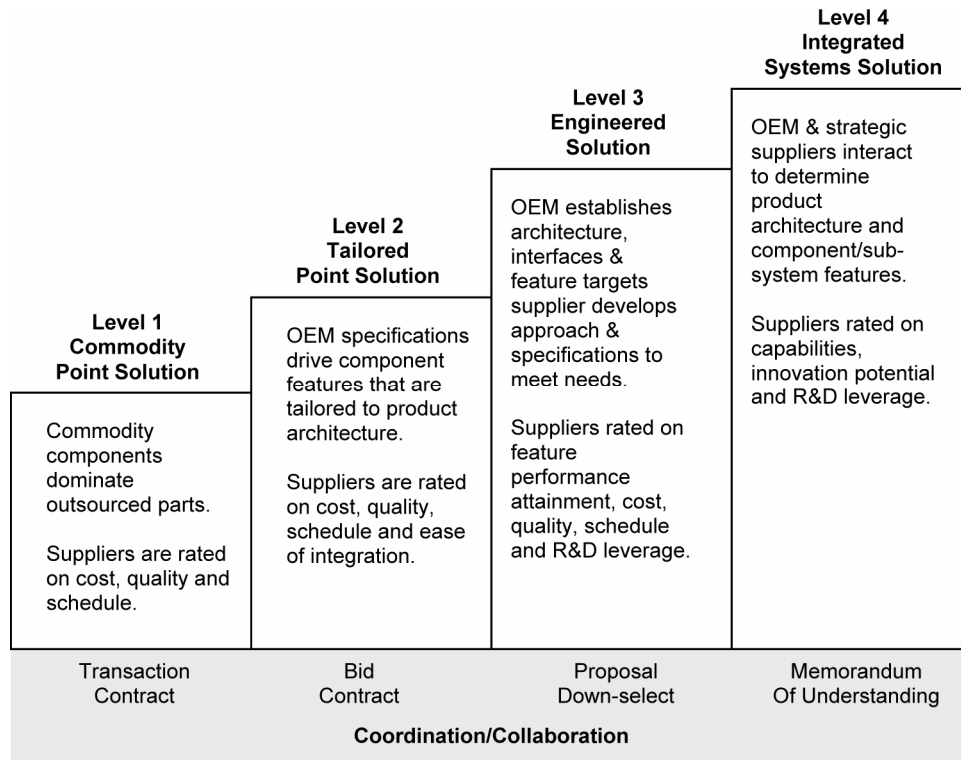 Level 1
Commodity
Point Solution
Commodity
components
dominate
outsourced parts.
Suppliers are rated
on cost, quality and
schedule.
Transaction
Contract
Level 2
Tailored
Point Solution
OEM specifications
drive component
features that are
tailored to product
architecture.
Suppliers are rated
on cost, quality,
schedule and ease
of integration.
Bid
Contract
Level 3
Engineered
Solution
OEM establishes
architecture,
interfaces &
feature targets
supplier develops
approach &
specifications to
meet needs.
Suppliers rated on
feature
performance
attainment, cost,
quality, schedule
and R&D leverage.
Proposal
Down-select
Level 4
Integrated
Systems Solution
OEM & strategic
suppliers interact
to determine
product
architecture and
component/sub-
system features.
Suppliers rated on
capabilities,
innovation potential
and R&D leverage.
Memorandum
Of Understanding
Coordination/Collaboration